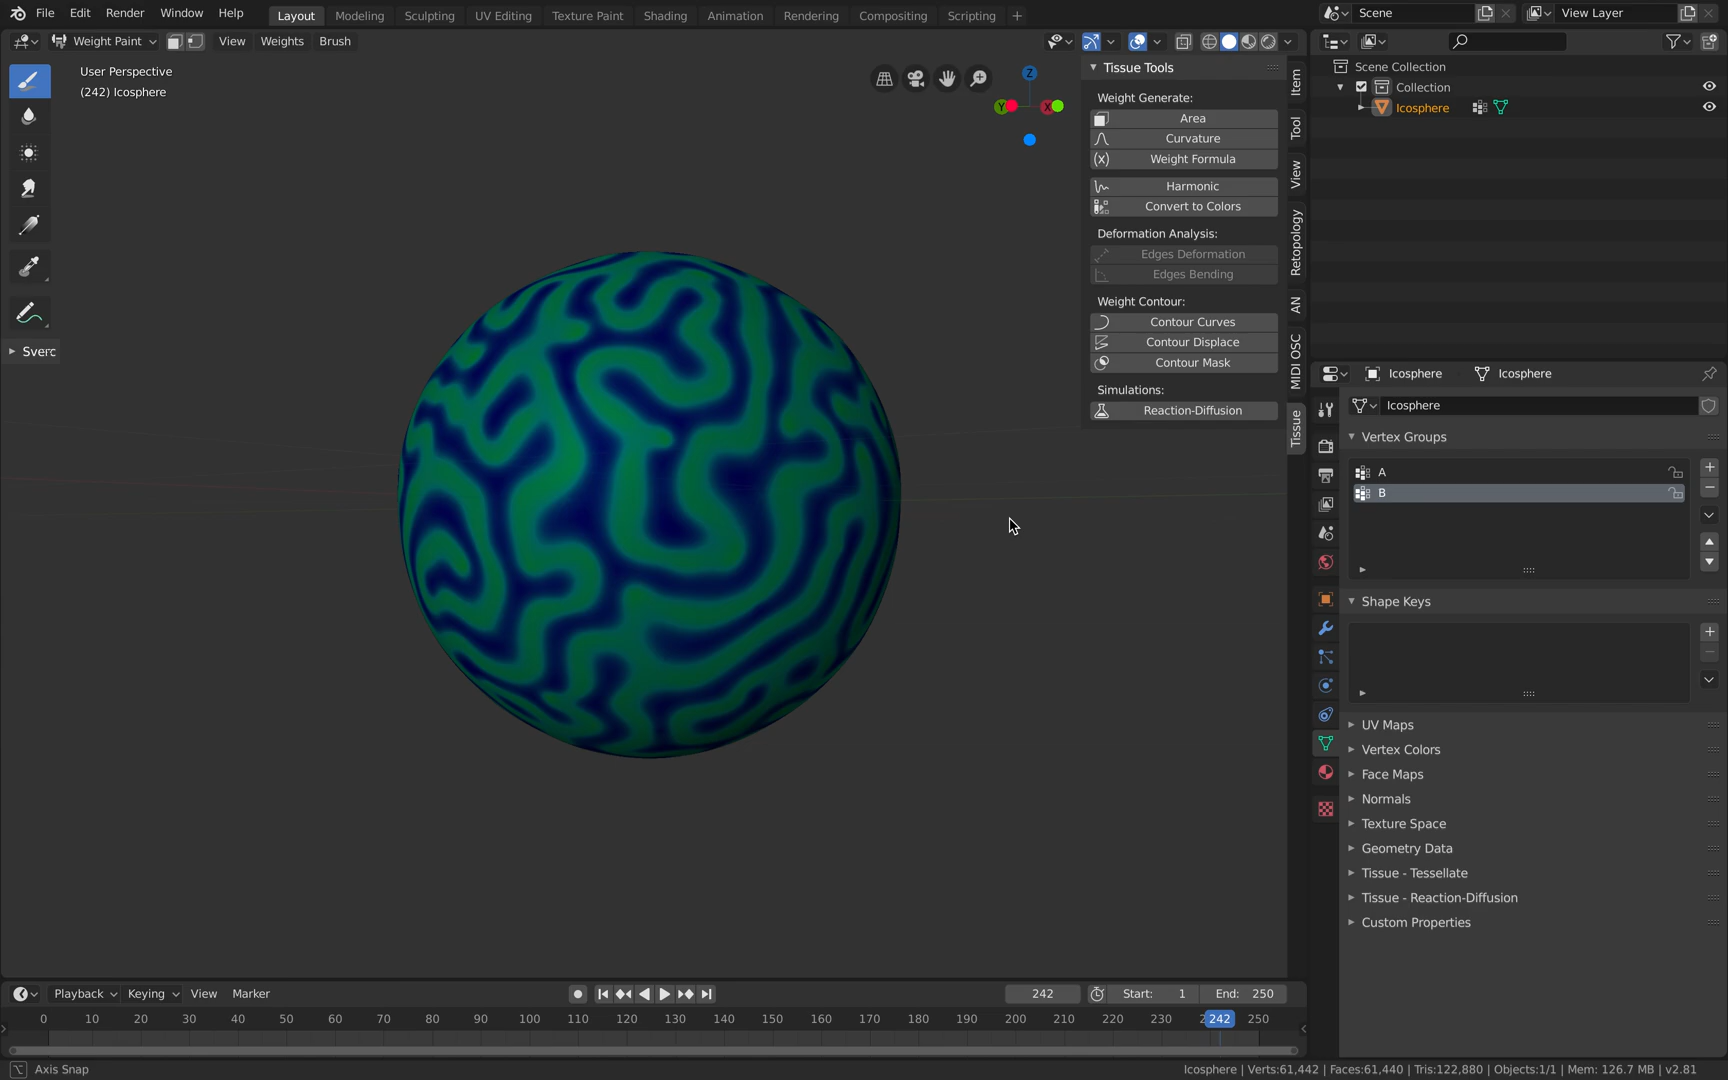 File Edit Render Window Help Layout Modeling Sculpting UV Editing Texture Paint Shading Animation Rendering Compositing Scripting + Scene View Layer
Weight Paint View Weights Brush
User Perspective
(242) Icosphere
Sverc
Z
Y
X
Tissue Tools
Weight Generate:
Area
Curvature
(x) Weight Formula
Harmonic
Convert to Colors
Deformation Analysis:
Edges Deformation
Edges Bending
Weight Contour:
Contour Curves
Contour Displace
Contour Mask
Simulations:
Reaction-Diffusion
Item
Tool
View
Retopology
AN
MIDI OSC
Tissue
Scene Collection
Collection
Icosphere
Icosphere Icosphere
Icosphere
Vertex Groups
A
B
Shape Keys
UV Maps
Vertex Colors
Face Maps
Normals
Texture Space
Geometry Data
Tissue - Tessellate
Tissue - Reaction-Diffusion
Custom Properties
Playback Keying View Marker 242 Start: 1 End: 250
0 10 20 30 40 50 60 70 80 90 100 110 120 130 140 150 160 170 180 190 200 210 220 230 242 250
Axis Snap
Icosphere | Verts:61,442 | Faces:61,440 | Tris:122,880 | Objects:1/1 | Mem: 126.7 MB | v2.81